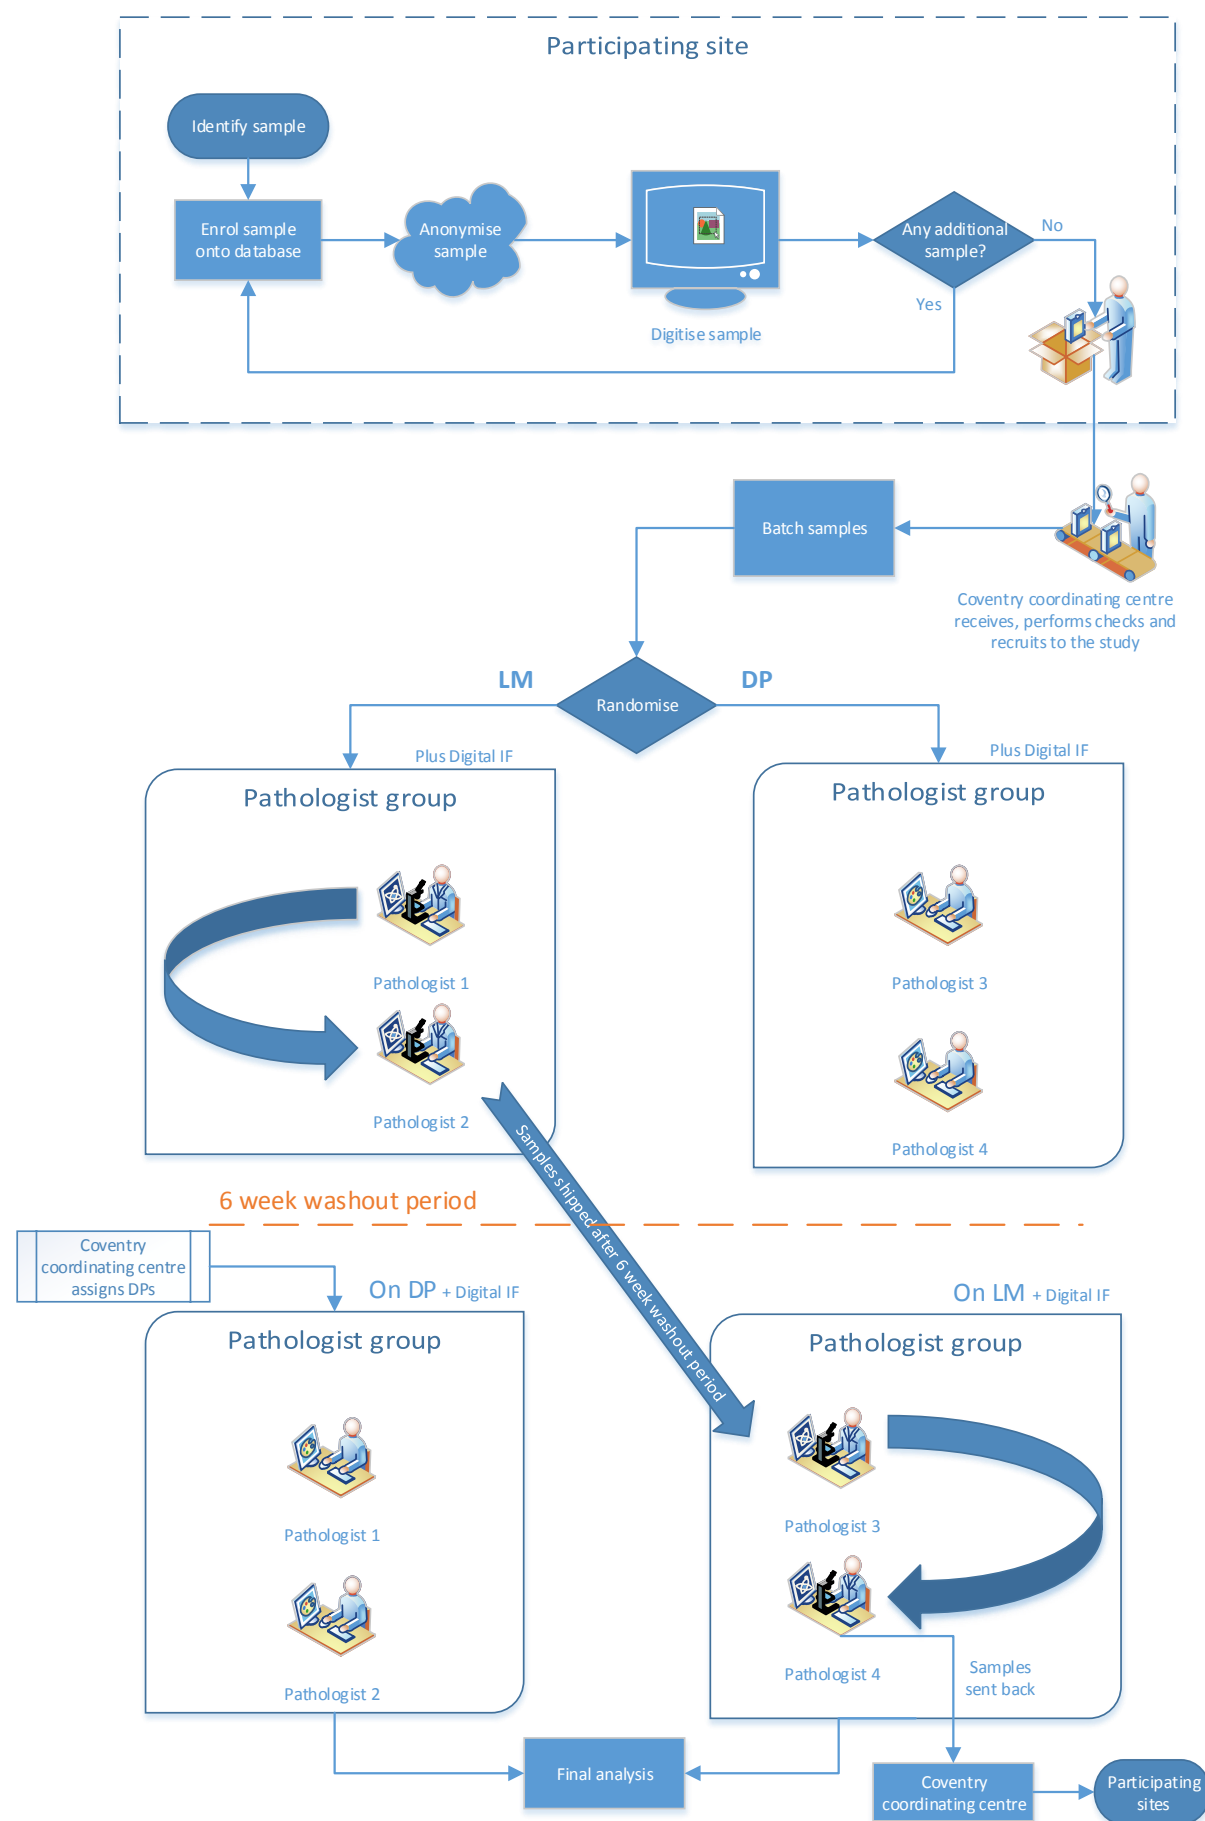 Participating site
Identify sample
Enrol sample
onto database
Anonymise
sample
Digitise sample
Any additional
sample?
No
Yes
Batch samples
Coventry coordinating centre
receives, performs checks and
recruits to the study
LM
DP
Randomise
Plus Digital IF
Plus Digital IF
Pathologist group
Pathologist group
Pathologist 1
Pathologist 3
Pathologist 2
Pathologist 4
Samples shipped after 6 week washout period
6 week washout period
Coventry
coordinating centre
assigns DPs
On DP + Digital IF
On LM + Digital IF
Pathologist group
Pathologist group
Pathologist 1
Pathologist 3
Pathologist 2
Pathologist 4
Samples
sent back
Final analysis
Coventry
coordinating centre
Participating
sites